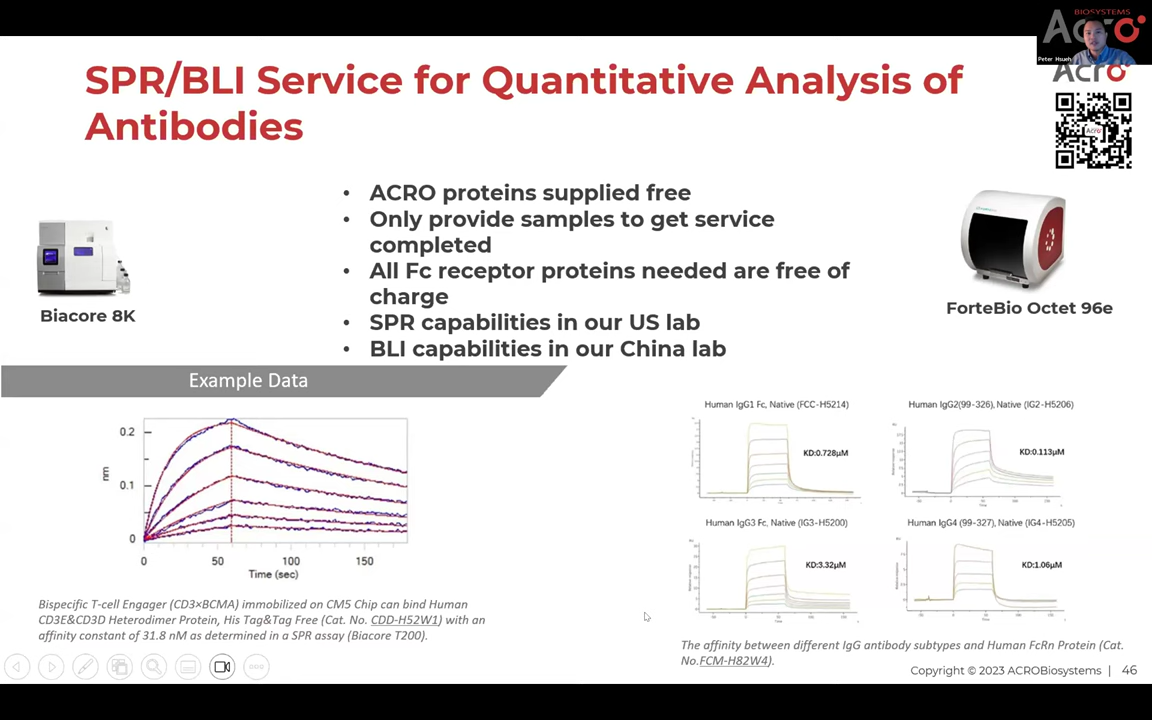 BIOSYSTEMS
Acro
Peter Hsueh
Acro
SPR/BLI Service for Quantitative Analysis of
Antibodies
Acro
• ACRO proteins supplied free
• Only provide samples to get service
completed
• All Fc receptor proteins needed are free of
charge
• SPR capabilities in our US lab
• BLI capabilities in our China lab
Biacore 8K
ForteBio Octet 96e
Example Data
0.2
0.1
0
nm
0 50 100 150
Time (sec)
Bispecific T-cell Engager (CD3×BCMA) immobilized on CM5 Chip can bind Human
CD3E&CD3D Heterodimer Protein, His Tag&Tag Free (Cat. No. CDD-H52W1) with an
affinity constant of 31.8 nM as determined in a SPR assay (Biacore T200).
Human IgG1 Fc, Native (FCC-H5214)
KD:0.728μM
Human IgG2(99-326), Native (IG2-H5206)
KD:0.113μM
Human IgG3 Fc, Native (IG3-H5200)
KD:3.32μM
Human IgG4 (99-327), Native (IG4-H5205)
KD:1.06μM
The affinity between different IgG antibody subtypes and Human FcRn Protein (Cat.
No.FCM-H82W4).
Copyright © 2023 ACROBiosystems | 46